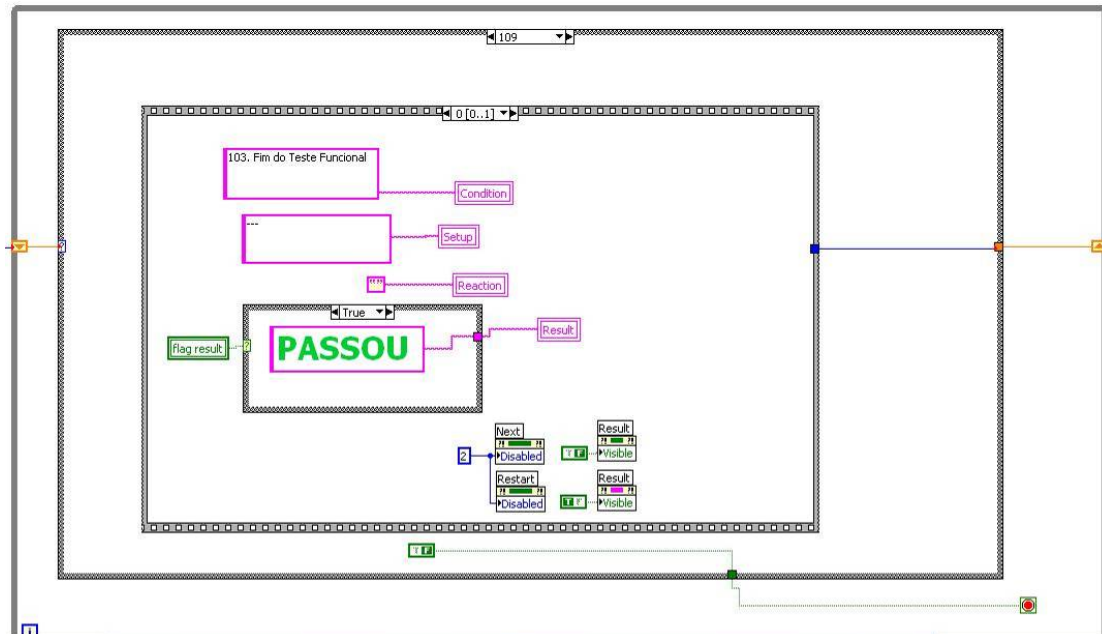 109
0 [0..1]
103. Fim do Teste Funcional
Condition
---
Setup
Reaction
True
flag result
PASSOU
Result
Next
Disabled
Result
Visible
2
T F
Restart
Disabled
Result
Visible
T F
T F
i